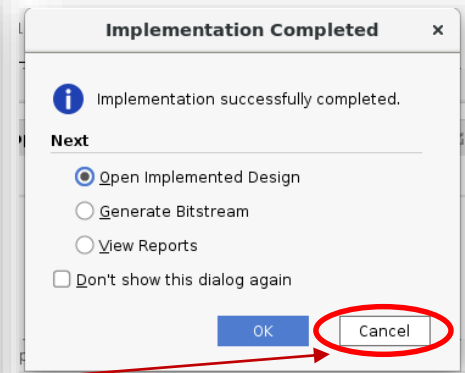 Implementation Completed
Implementation successfully completed.
Next
Open Implemented Design
Generate Bitstream
View Reports
Don't show this dialog again
OK
Cancel